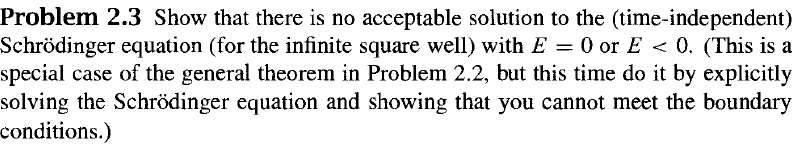 Problem 2.3 Show that there is no acceptable solution to the (time-independent)
Schrödinger equation (for the infinite square well) with E = 0 or E < 0. (This is a
special case of the general theorem in Problem 2.2, but this time do it by explicitly
solving the Schrödinger equation and showing that you cannot meet the boundary
conditions.)